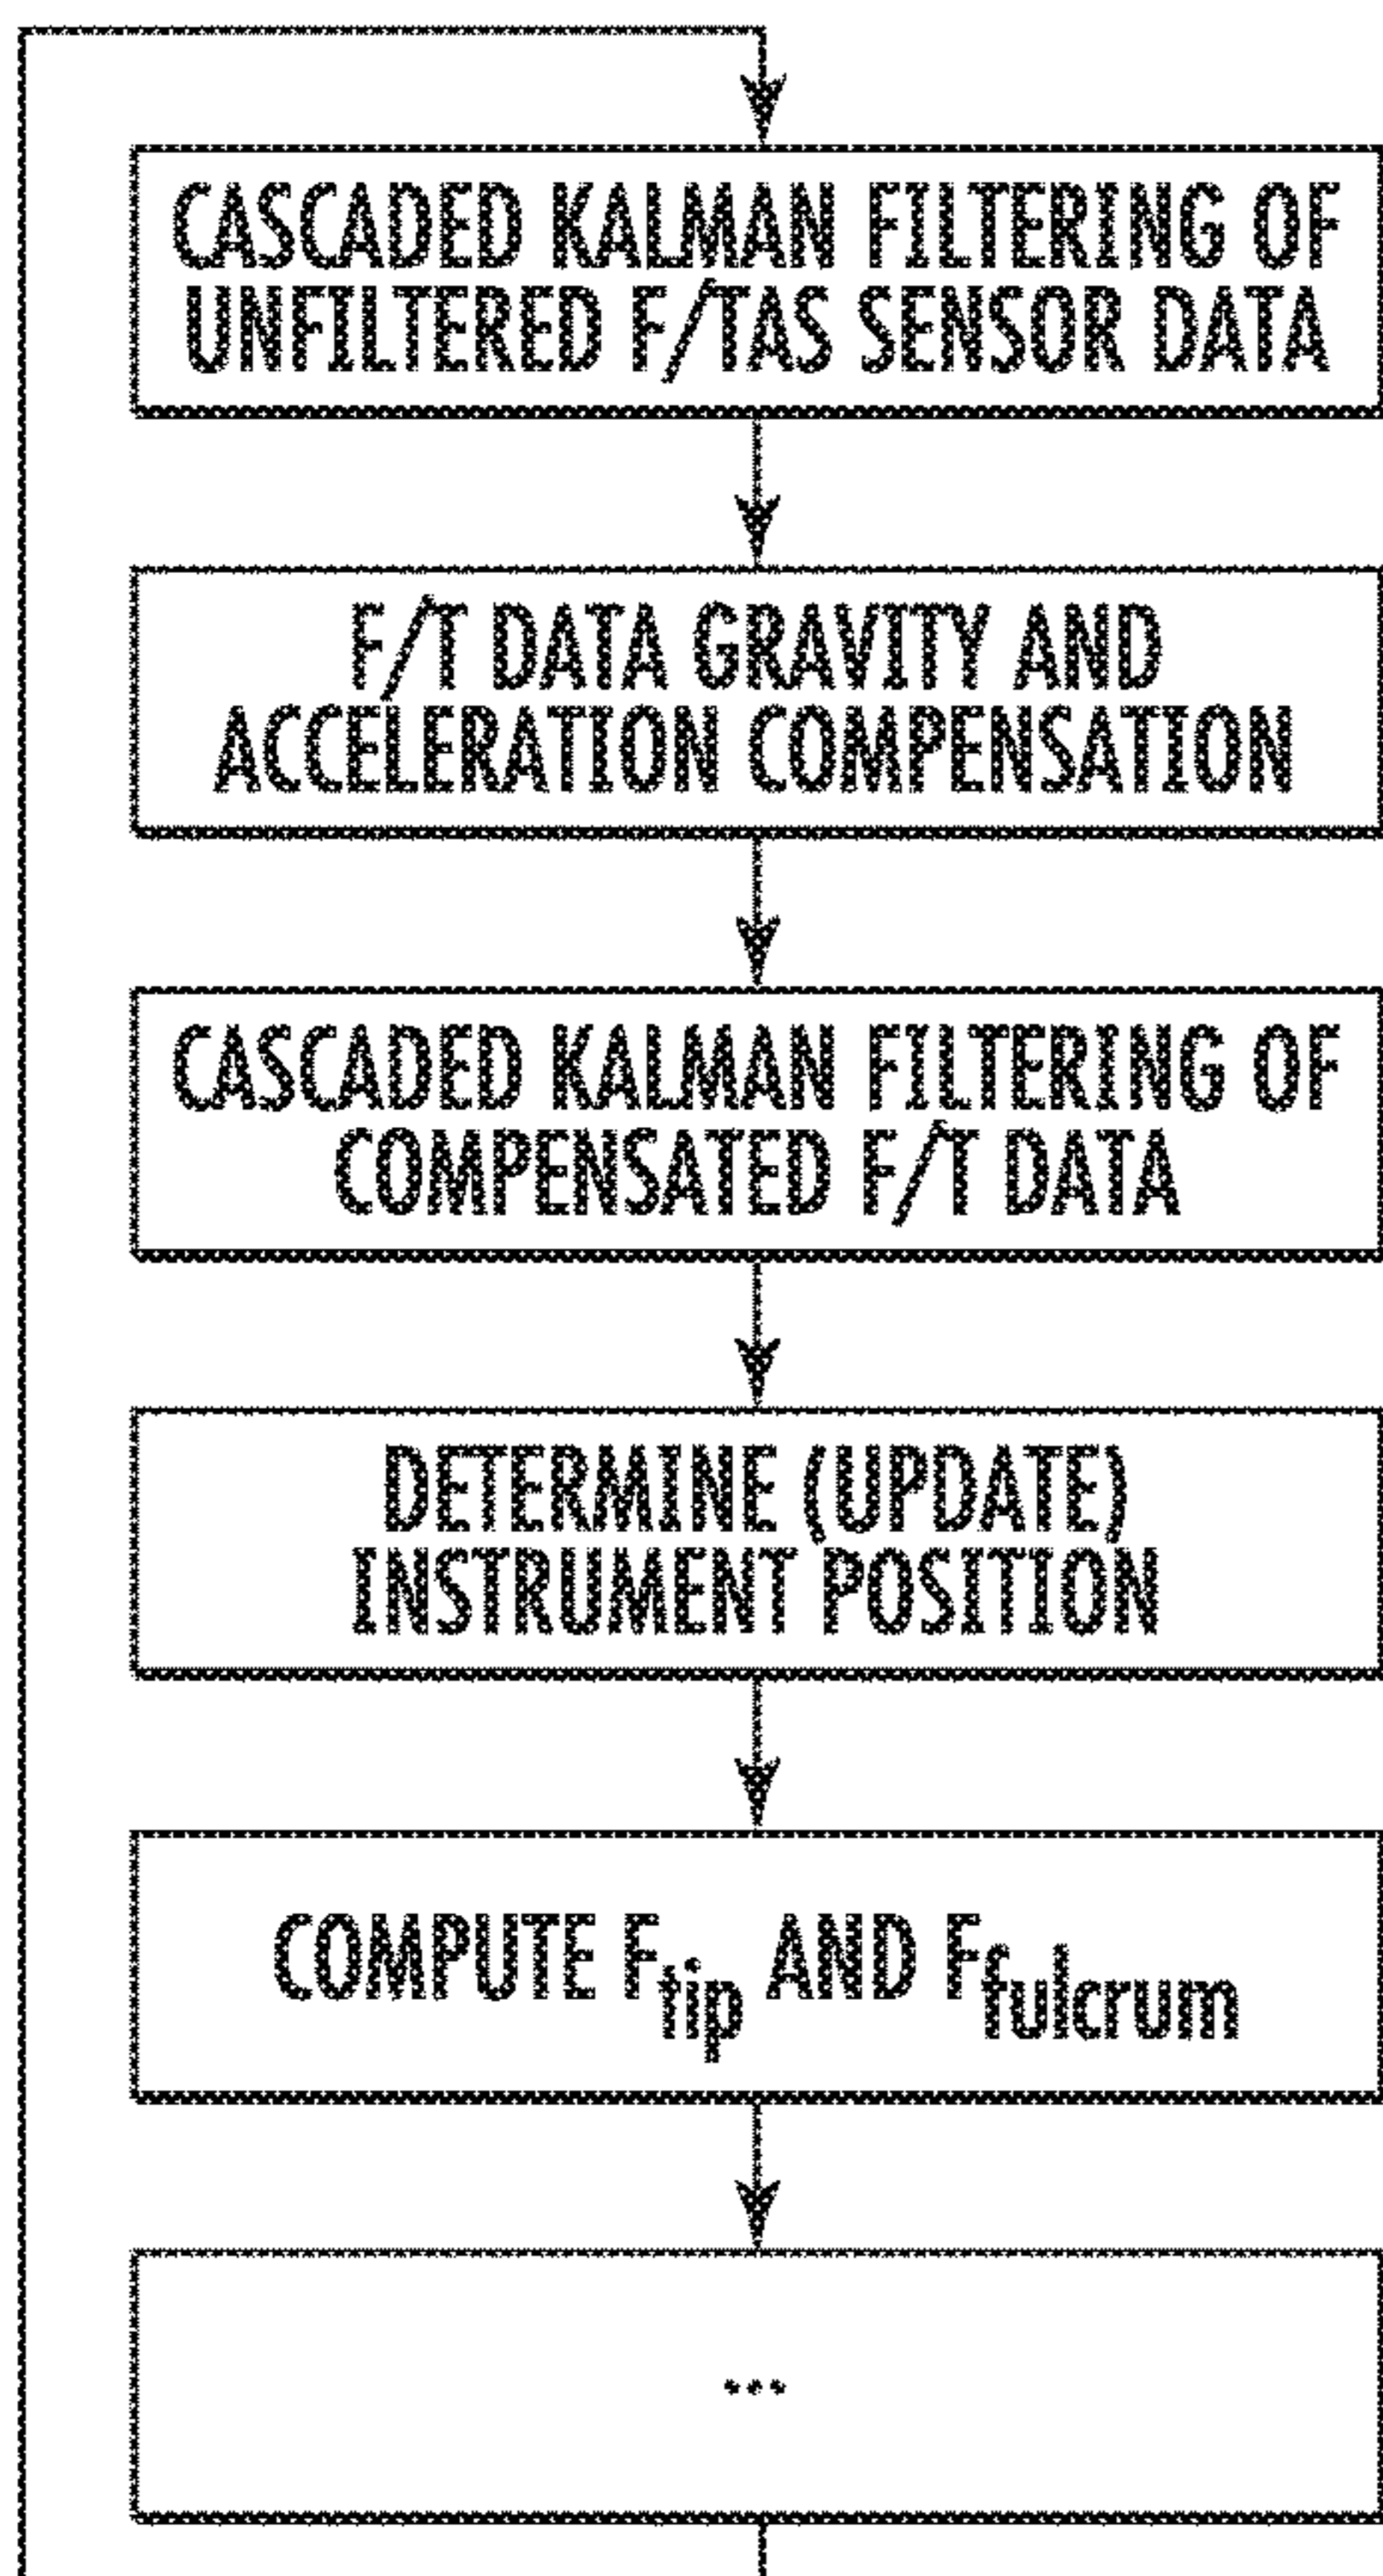 CASCADED KALMAN FILTERING OF
UNFILTERED F/TAS SENSOR DATA
F/T DATA GRAVITY AND
ACCELERATION COMPENSATION
CASCADED KALMAN FILTERING OF
COMPENSATED F/T DATA
DETERMINE (UPDATE)
INSTRUMENT POSITION
COMPUTE Ftip AND Ffulcrum
...